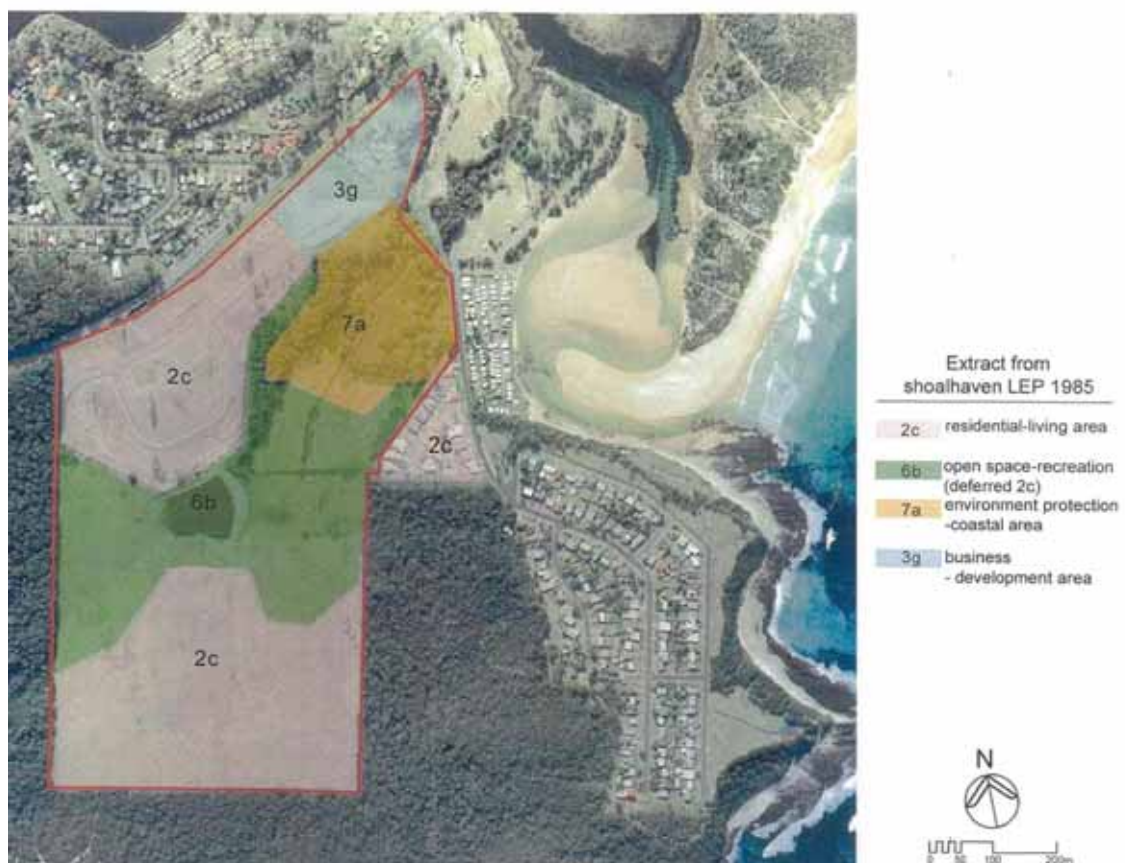 3g
7a
2c
2c
6b
2c
Extract from
shoalhaven LEP 1985
2c residential-living area
6b open space-recreation
(deferred 2c)
7a environment protection
-coastal area
3g business
- development area
N
0 50 100 200m